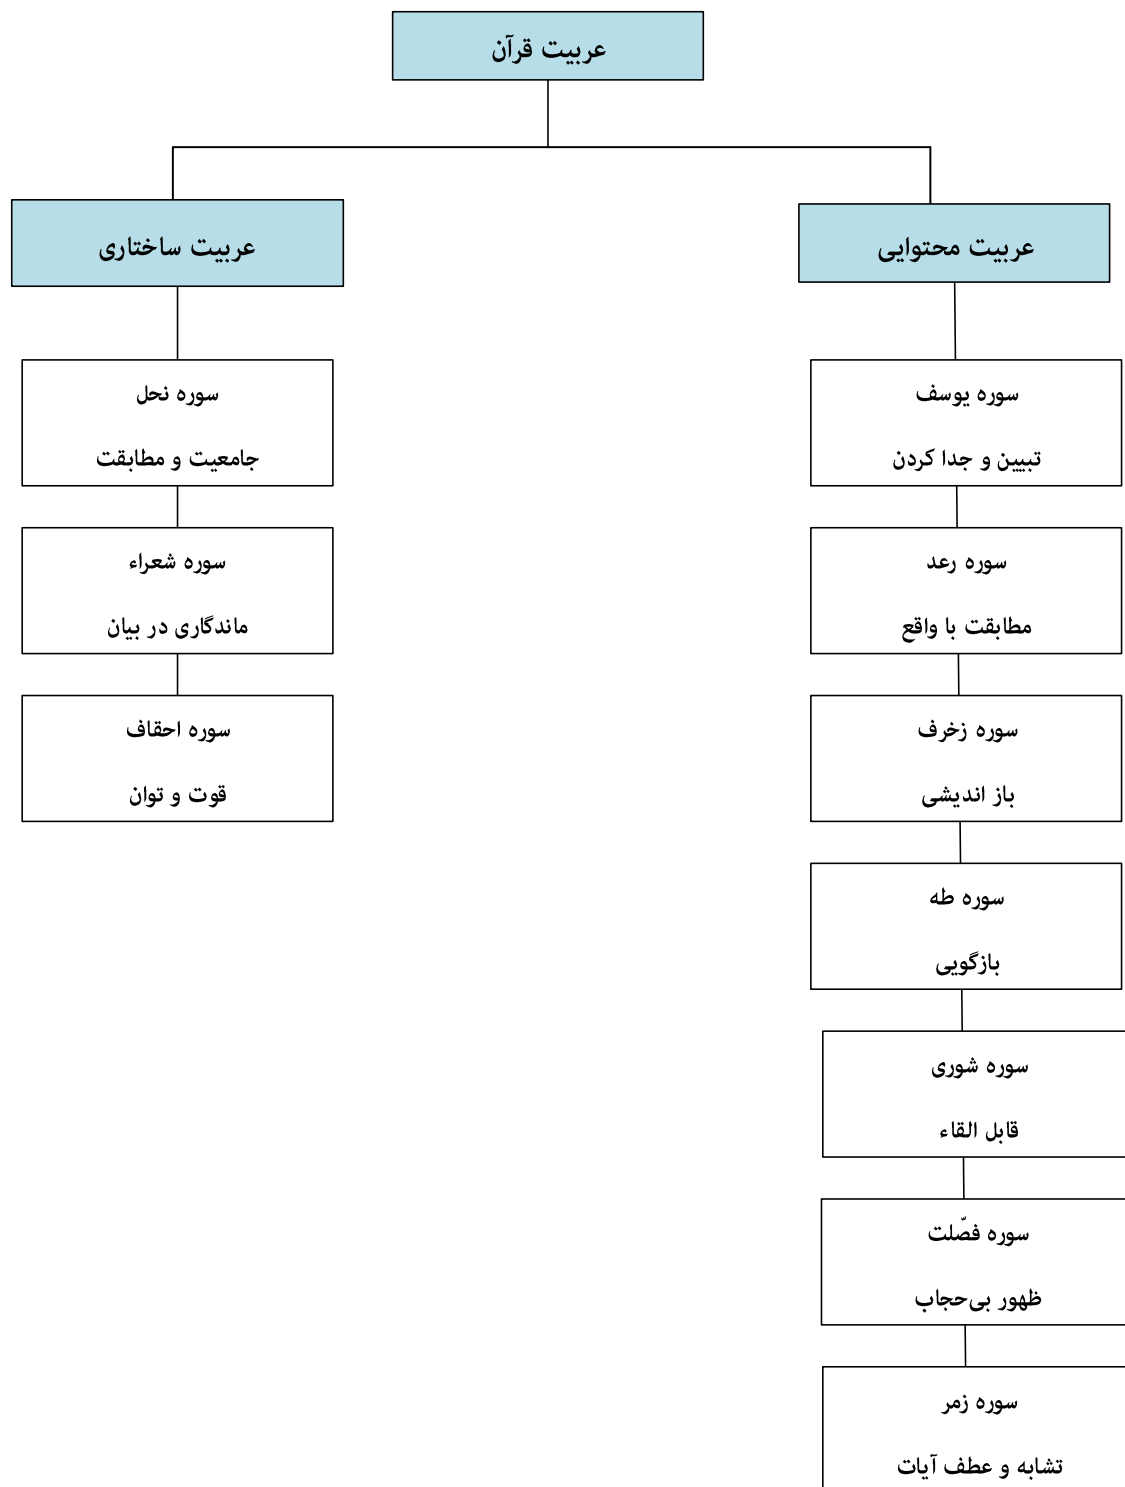 عربیت قرآن
عربیت محتوایی
سوره یوسف
تبیین و جدا کردن
سوره رعد
مطابقت با واقع
سوره زخرف
باز اندیشی
سوره طه
بازگویی
سوره شوری
قابل القاء
سوره فصّلت
ظهور بی‌حجاب
سوره زمر
تشابه و عطف آیات
عربیت ساختاری
سوره نحل
جامعیت و مطابقت
سوره شعراء
ماندگاری در بیان
سوره احقاف
قوت و توان